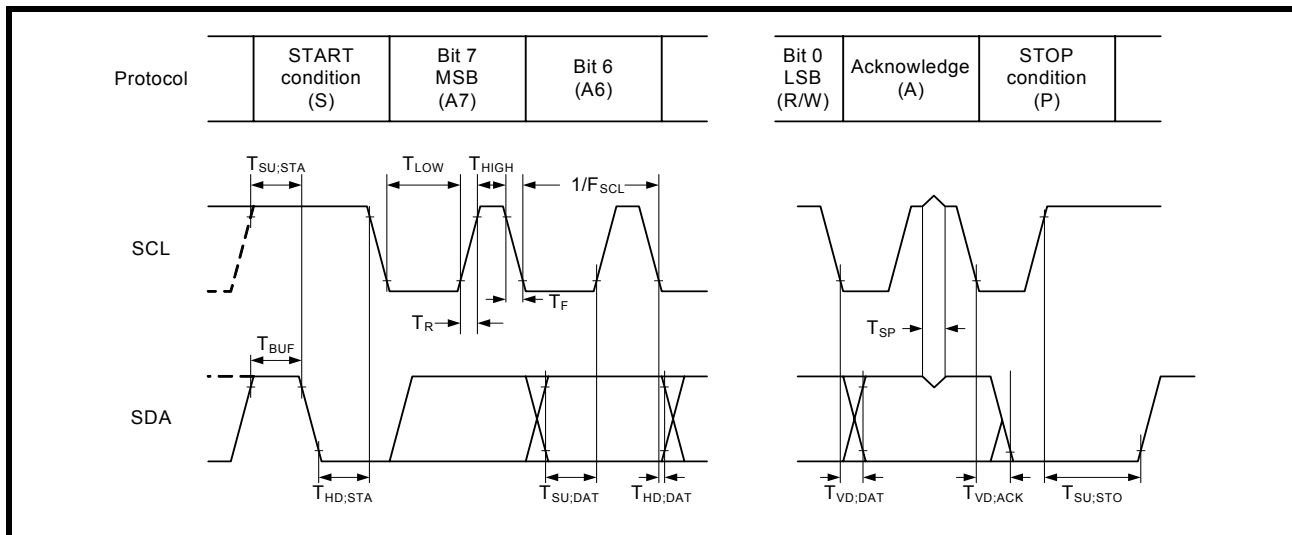 Protocol
START
condition
(S)
Bit 7
MSB
(A7)
Bit 6
(A6)
Bit 0
LSB
(R/W)
Acknowledge
(A)
STOP
condition
(P)
TSU;STA
TLOW
THIGH
1/FSCL
SCL
TF
TR
TSP
TBUF
SDA
THD;STA
TSU;DAT
THD;DAT
TVD;DAT
TVD;ACK
TSU;STO